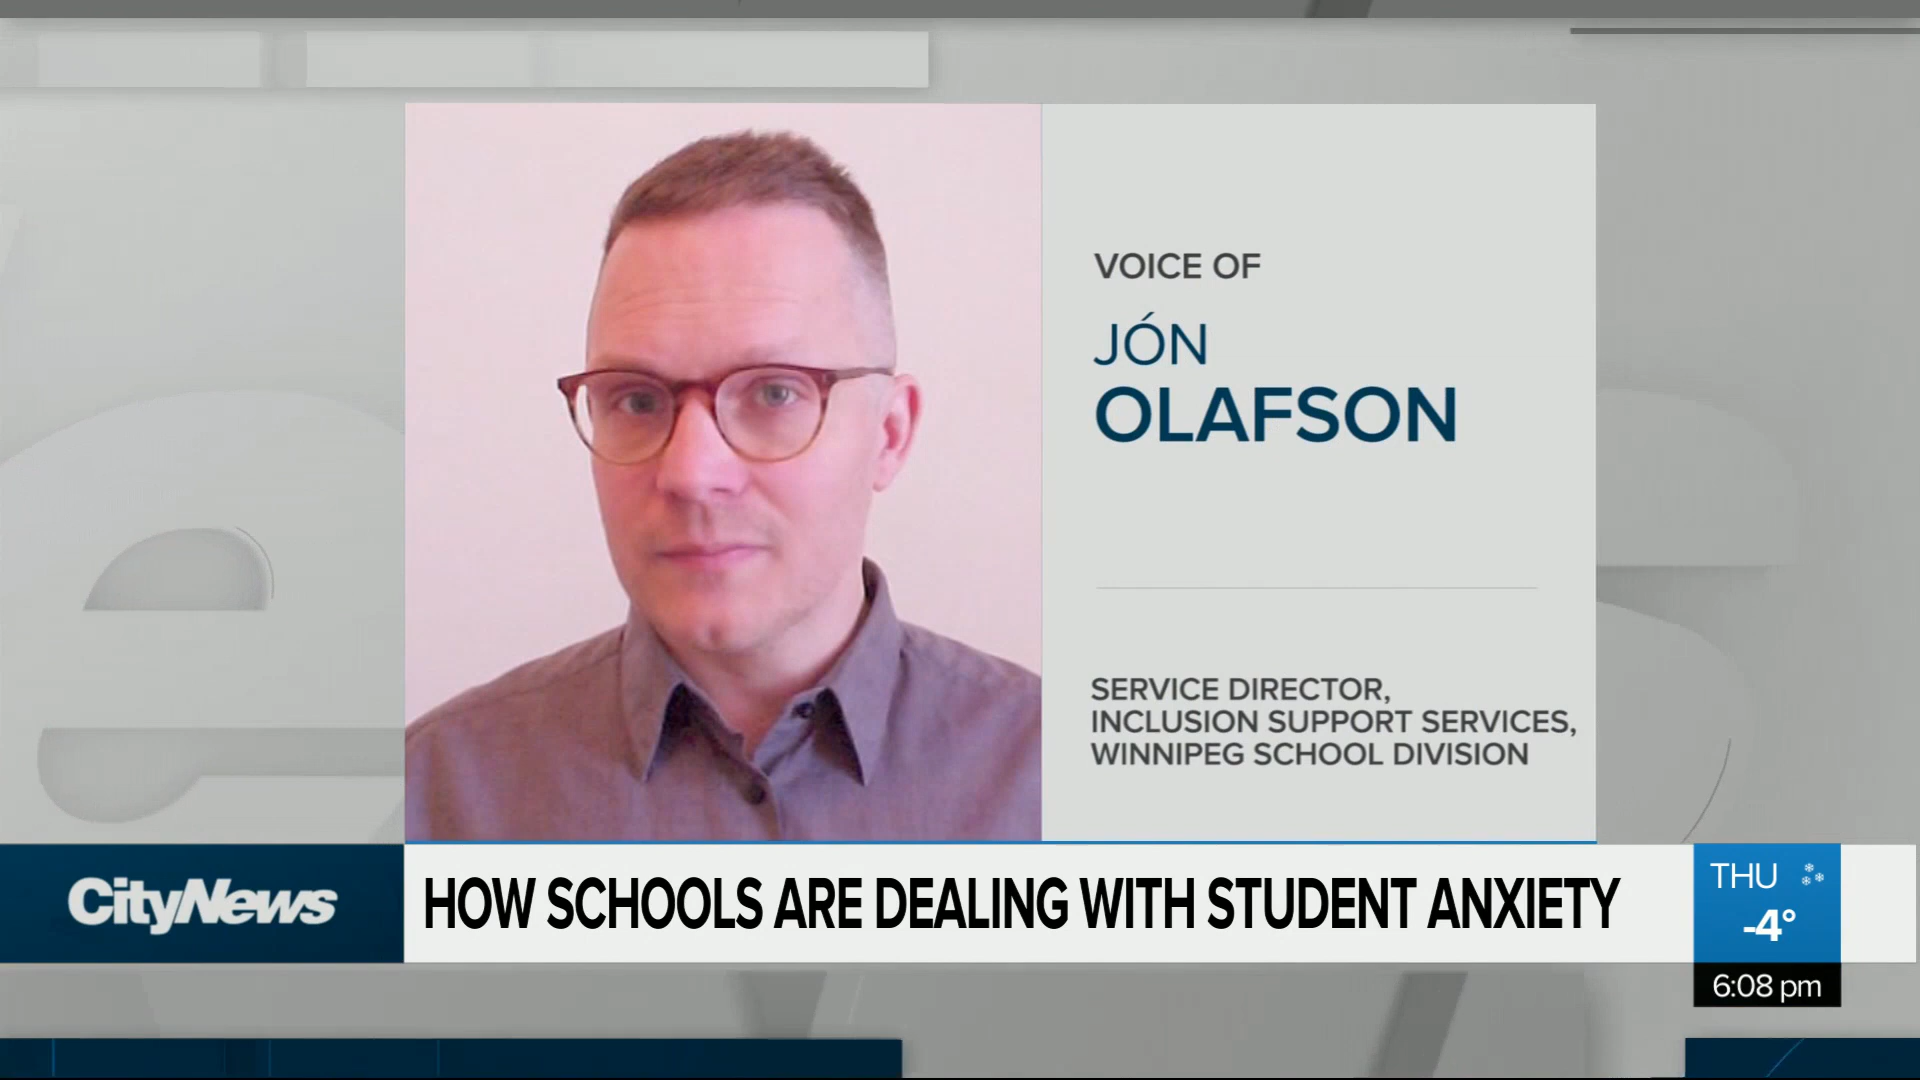 VOICE OF
JÓN
OLAFSON
SERVICE DIRECTOR,
INCLUSION SUPPORT SERVICES,
WINNIPEG SCHOOL DIVISION
CityNews
HOW SCHOOLS ARE DEALING WITH STUDENT ANXIETY
THU
-4°
6:08 pm